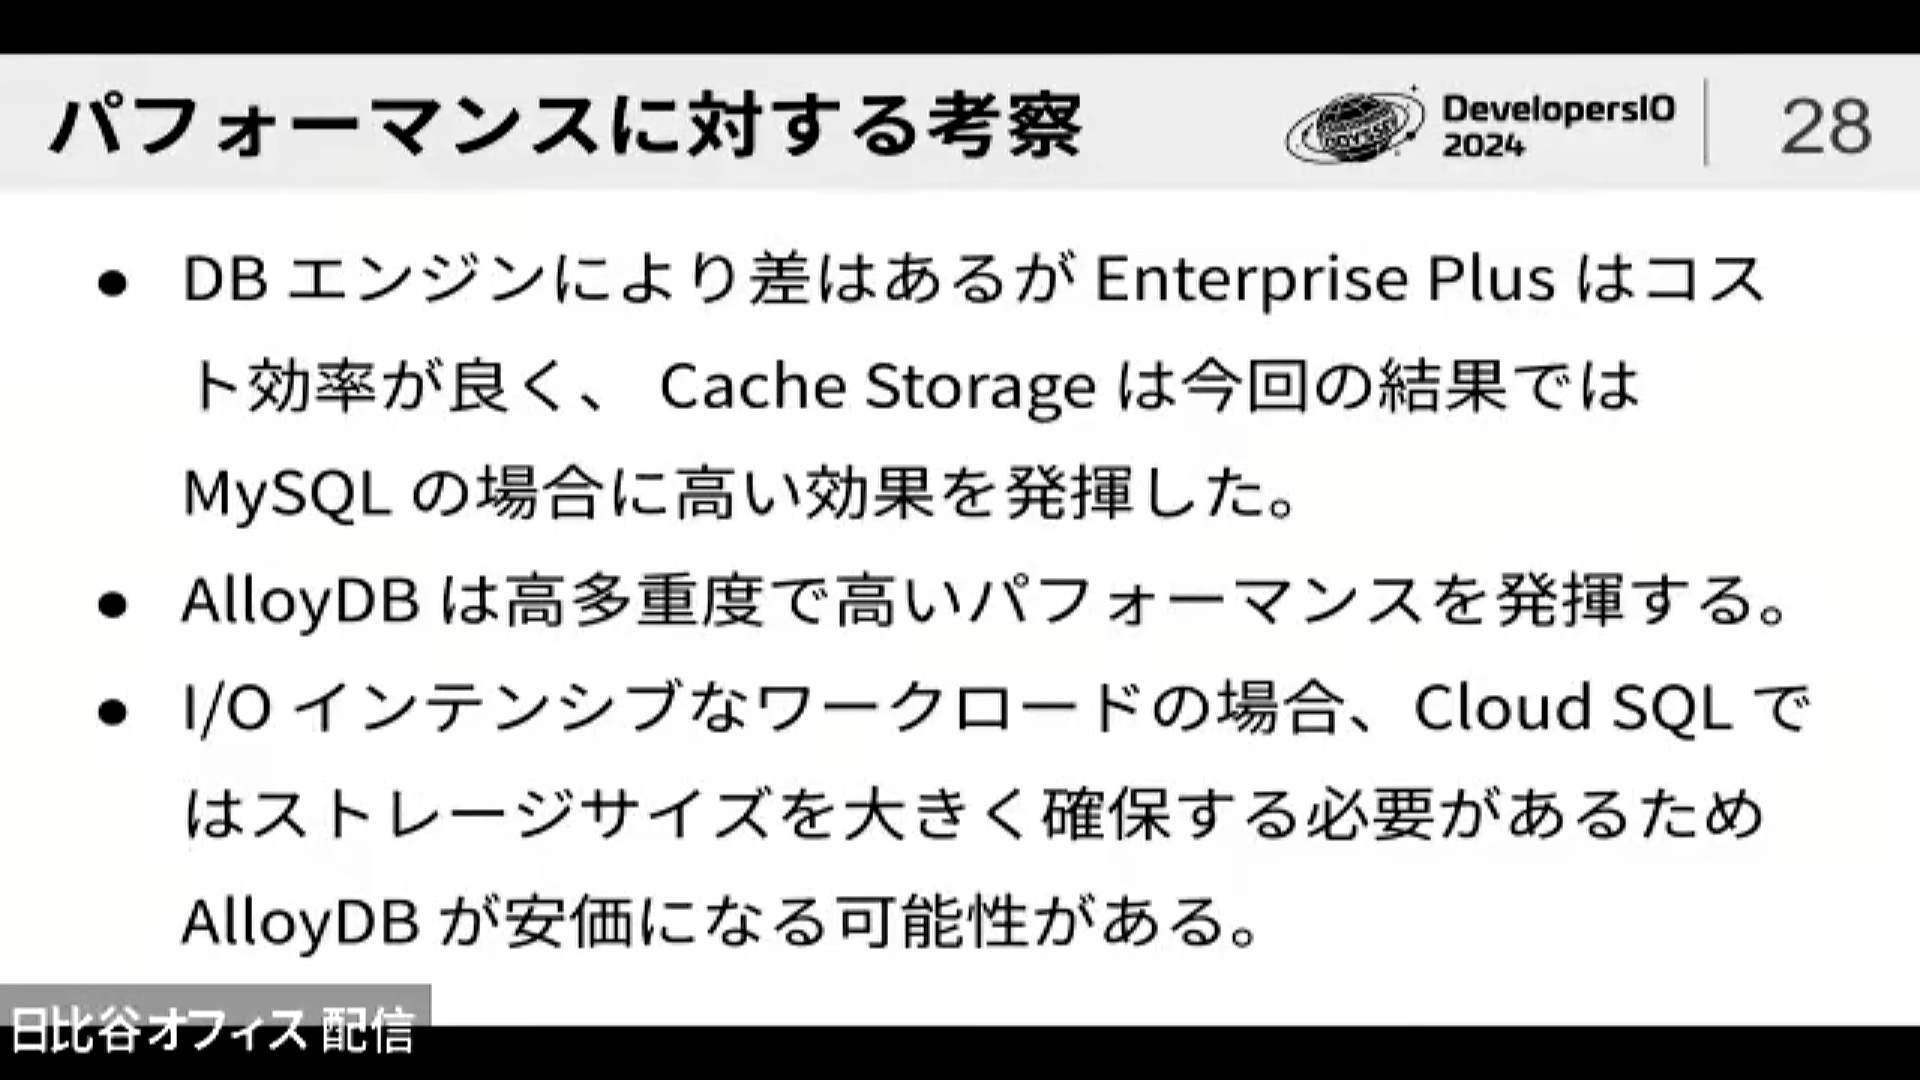 パフォーマンスに対する考察
ODYSSEY
DevelopersIO
2024
28
● DB エンジンにより差はあるが Enterprise Plus はコス
ト効率が良く、 Cache Storage は今回の結果では
MySQL の場合に高い効果を発揮した。
● AlloyDB は高多重度で高いパフォーマンスを発揮する。
● I/O インテンシブなワークロードの場合、Cloud SQL で
はストレージサイズを大きく確保する必要があるため
AlloyDB が安価になる可能性がある。
日比谷オフィス 配信